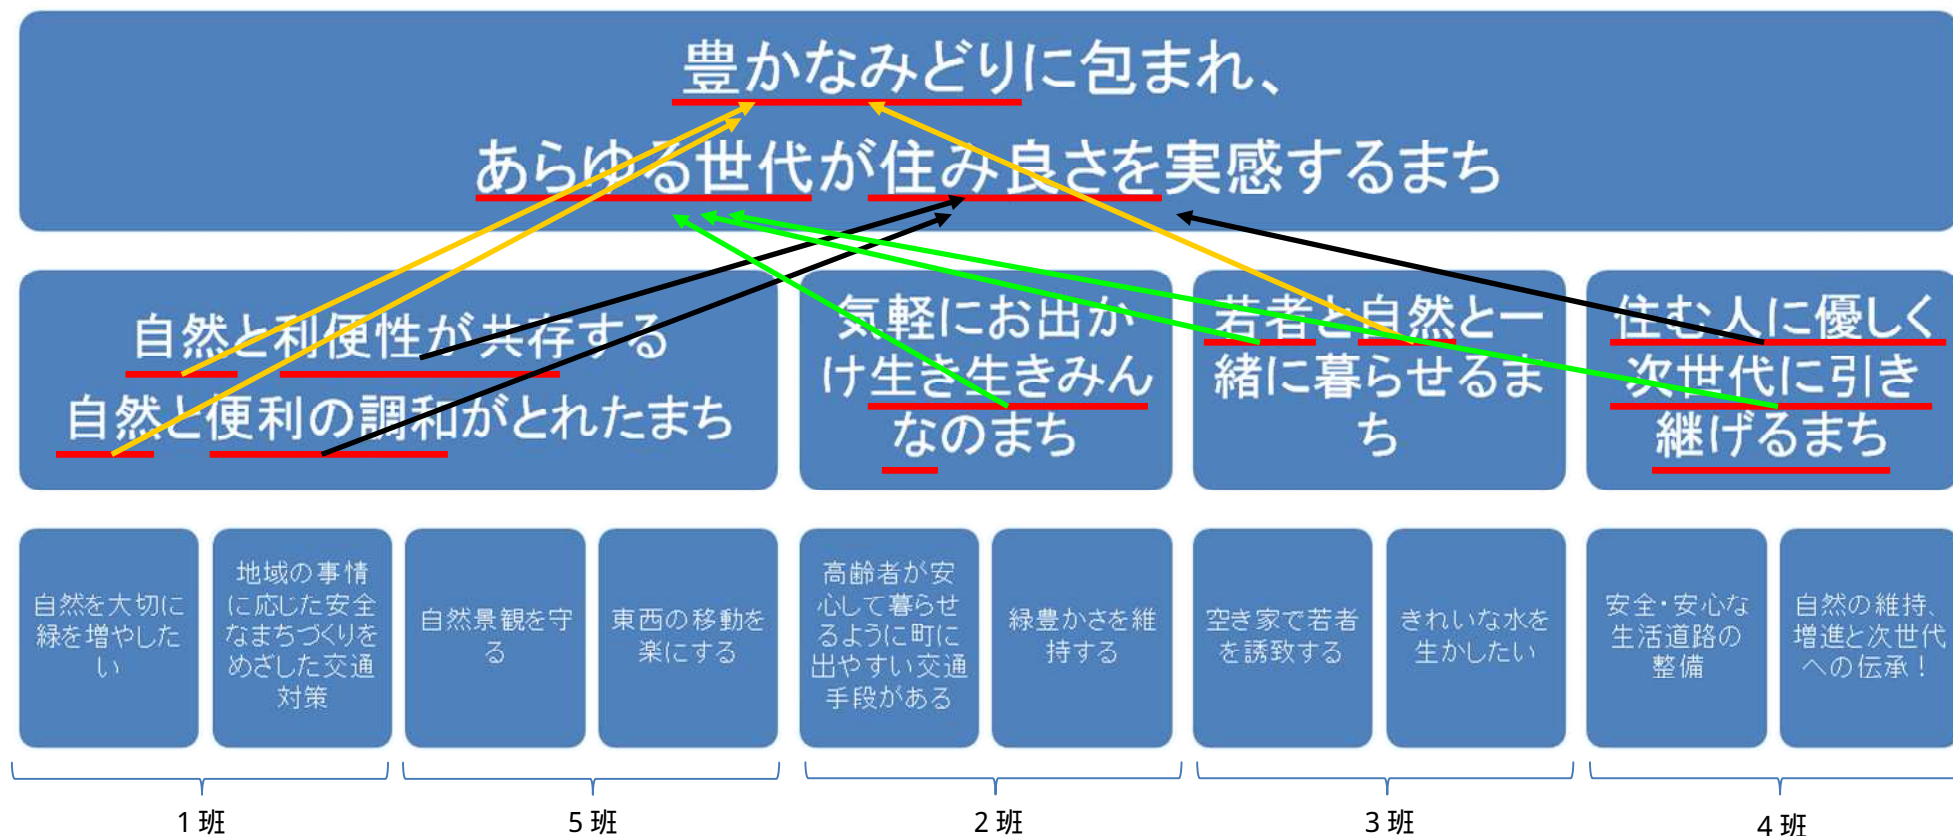 豊かなみどりに包まれ、
あらゆる世代が住み良さを実感するまち
自然と利便性が共存する
自然と便利の調和がとれたまち
気軽にお出か
け生き生きみん
なのまち
若者と自然と一
緒に暮らせるま
ち
住む人に優しく
次世代に引き
継げるまち
自然を大切に
緑を増やした
い
地域の事情
に応じた安全
なまちづくりを
めざした交通
対策
自然景観を守
る
東西の移動を
楽にする
高齢者が安
心して暮らせ
るように町に
出やすい交通
手段がある
緑豊かさを維
持する
空き家で若者
を誘致する
きれいな水を
生かしたい
安全・安心な
生活道路の
整備
自然の維持、
増進と次世代
への伝承！
1班
5班
2班
3班
4班